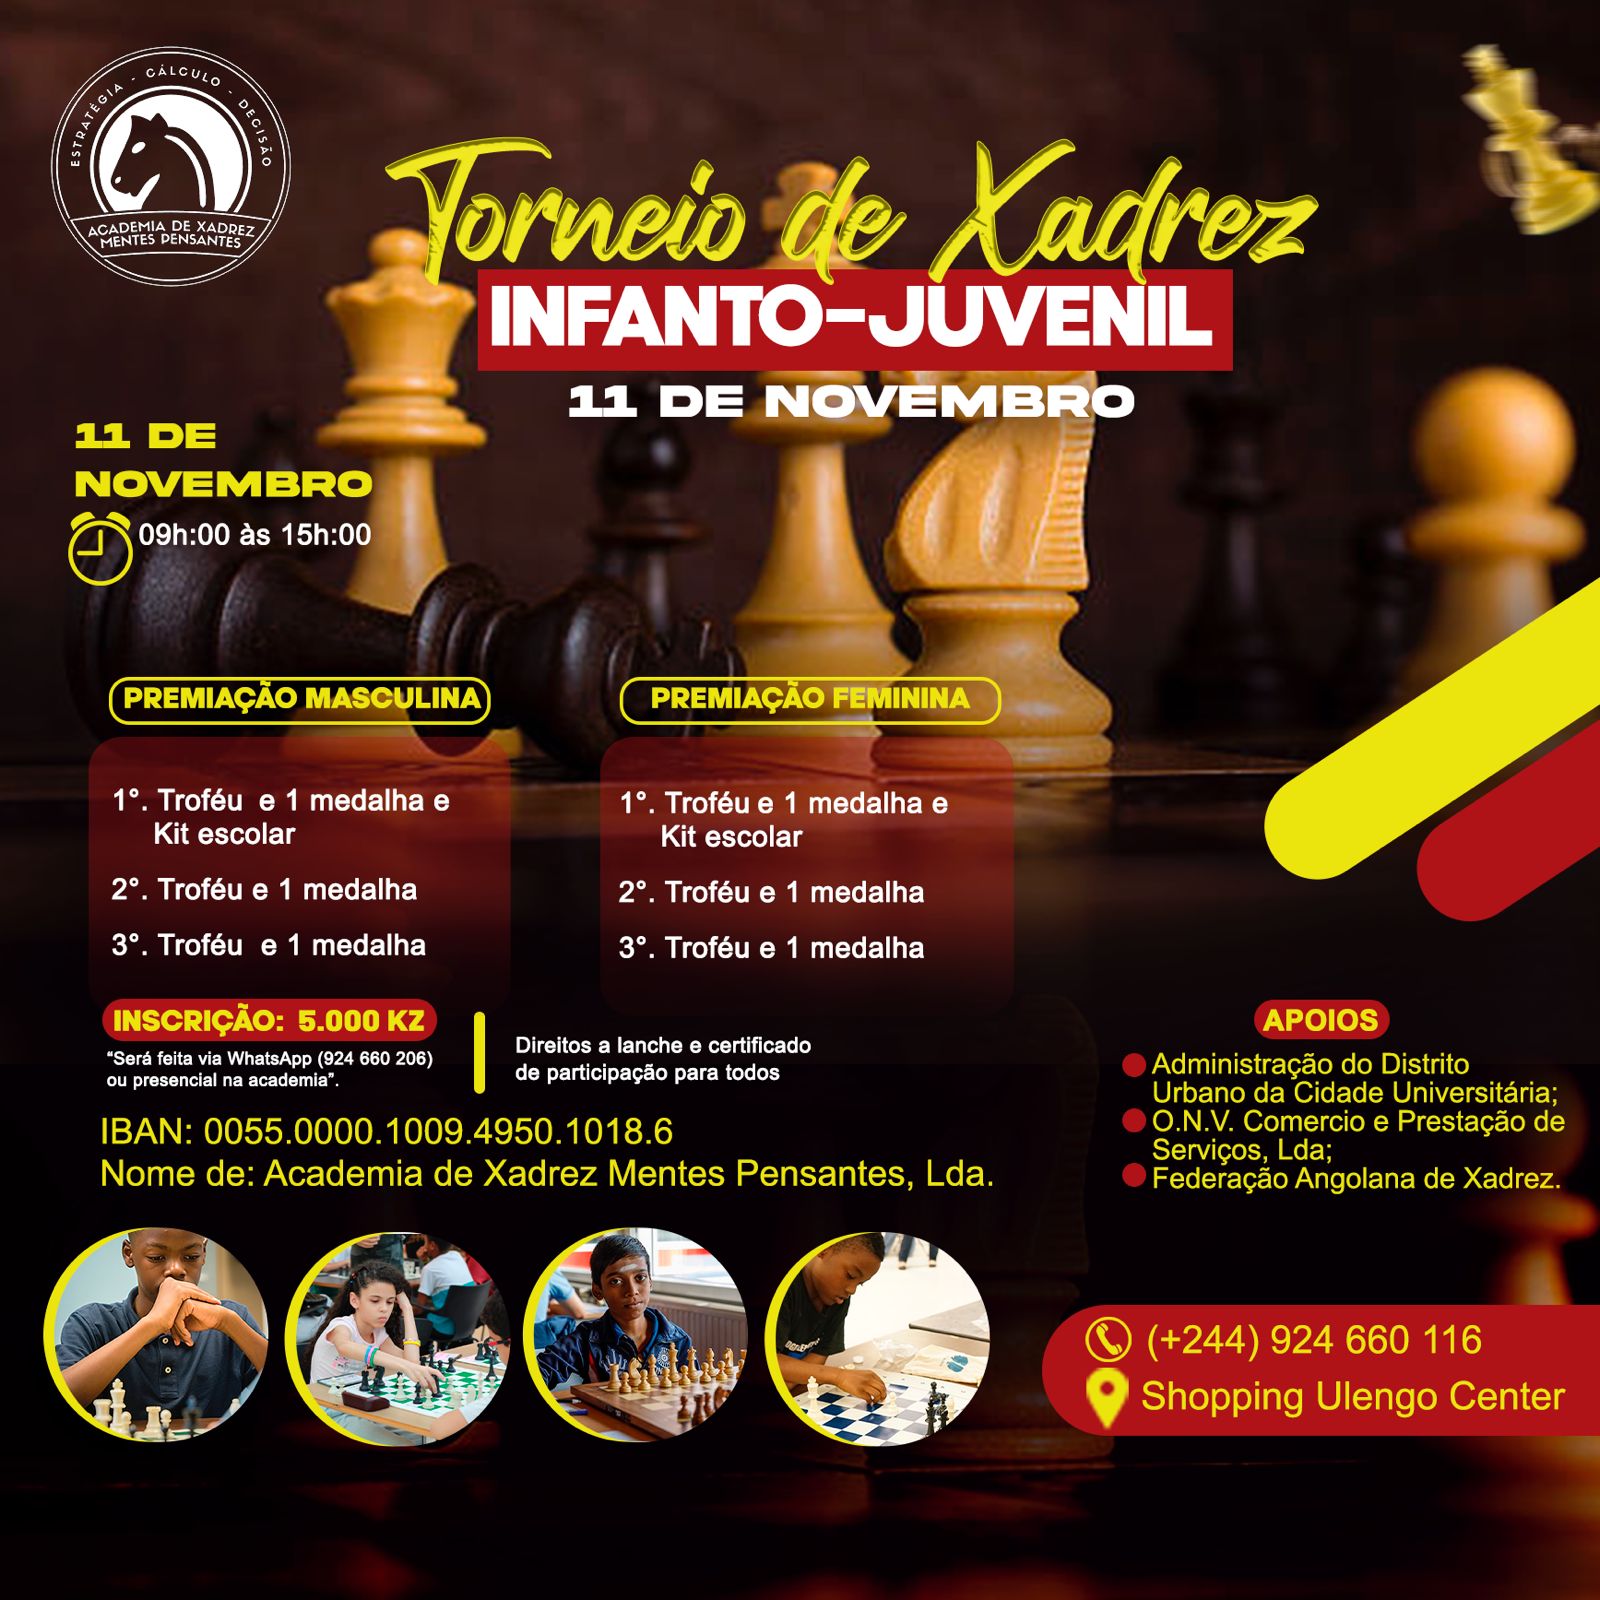 ESTRATÉGIA - CÁLCULO - DECISÃO
ACADEMIA DE XADREZ
MENTES PENSANTES
Torneio de Xadrez
INFANTO-JUVENIL
11 DE NOVEMBRO
11 DE
NOVEMBRO
09h:00 às 15h:00
PREMIAÇÃO MASCULINA
1°. Troféu e 1 medalha e
Kit escolar
2°. Troféu e 1 medalha
3°. Troféu e 1 medalha
PREMIAÇÃO FEMININA
1°. Troféu e 1 medalha e
Kit escolar
2°. Troféu e 1 medalha
3°. Troféu e 1 medalha
INSCRIÇÃO: 5.000 KZ
“Será feita via WhatsApp (924 660 206)
ou presencial na academia”.
Direitos a lanche e certificado
de participação para todos
IBAN: 0055.0000.1009.4950.1018.6
Nome de: Academia de Xadrez Mentes Pensantes, Lda.
APOIOS
Administração do Distrito
Urbano da Cidade Universitária;
O.N.V. Comercio e Prestação de
Serviços, Lda;
Federação Angolana de Xadrez.
(+244) 924 660 116
Shopping Ulengo Center